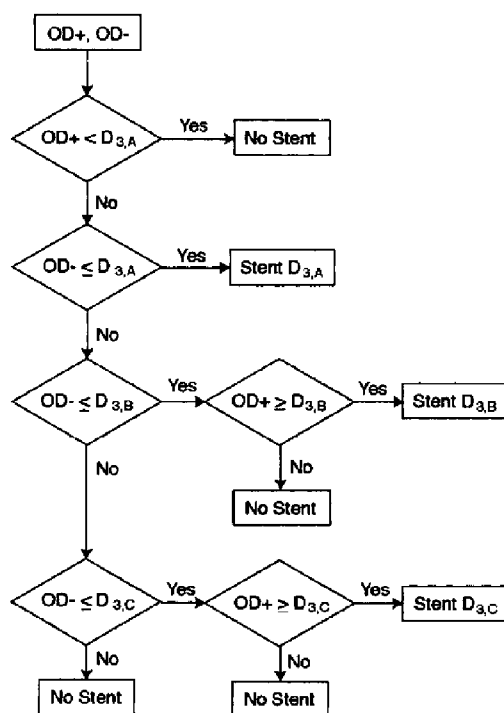 OD+, OD-
OD+ < D3,A
Yes
No Stent
No
OD- ≤ D3,A
Yes
Stent D3,A
No
OD- ≤ D3,B
Yes
OD+ ≥ D3,B
Yes
Stent D3,B
No
No
No Stent
OD- ≤ D3,C
Yes
OD+ ≥ D3,C
Yes
Stent D3,C
No
No
No Stent
No Stent